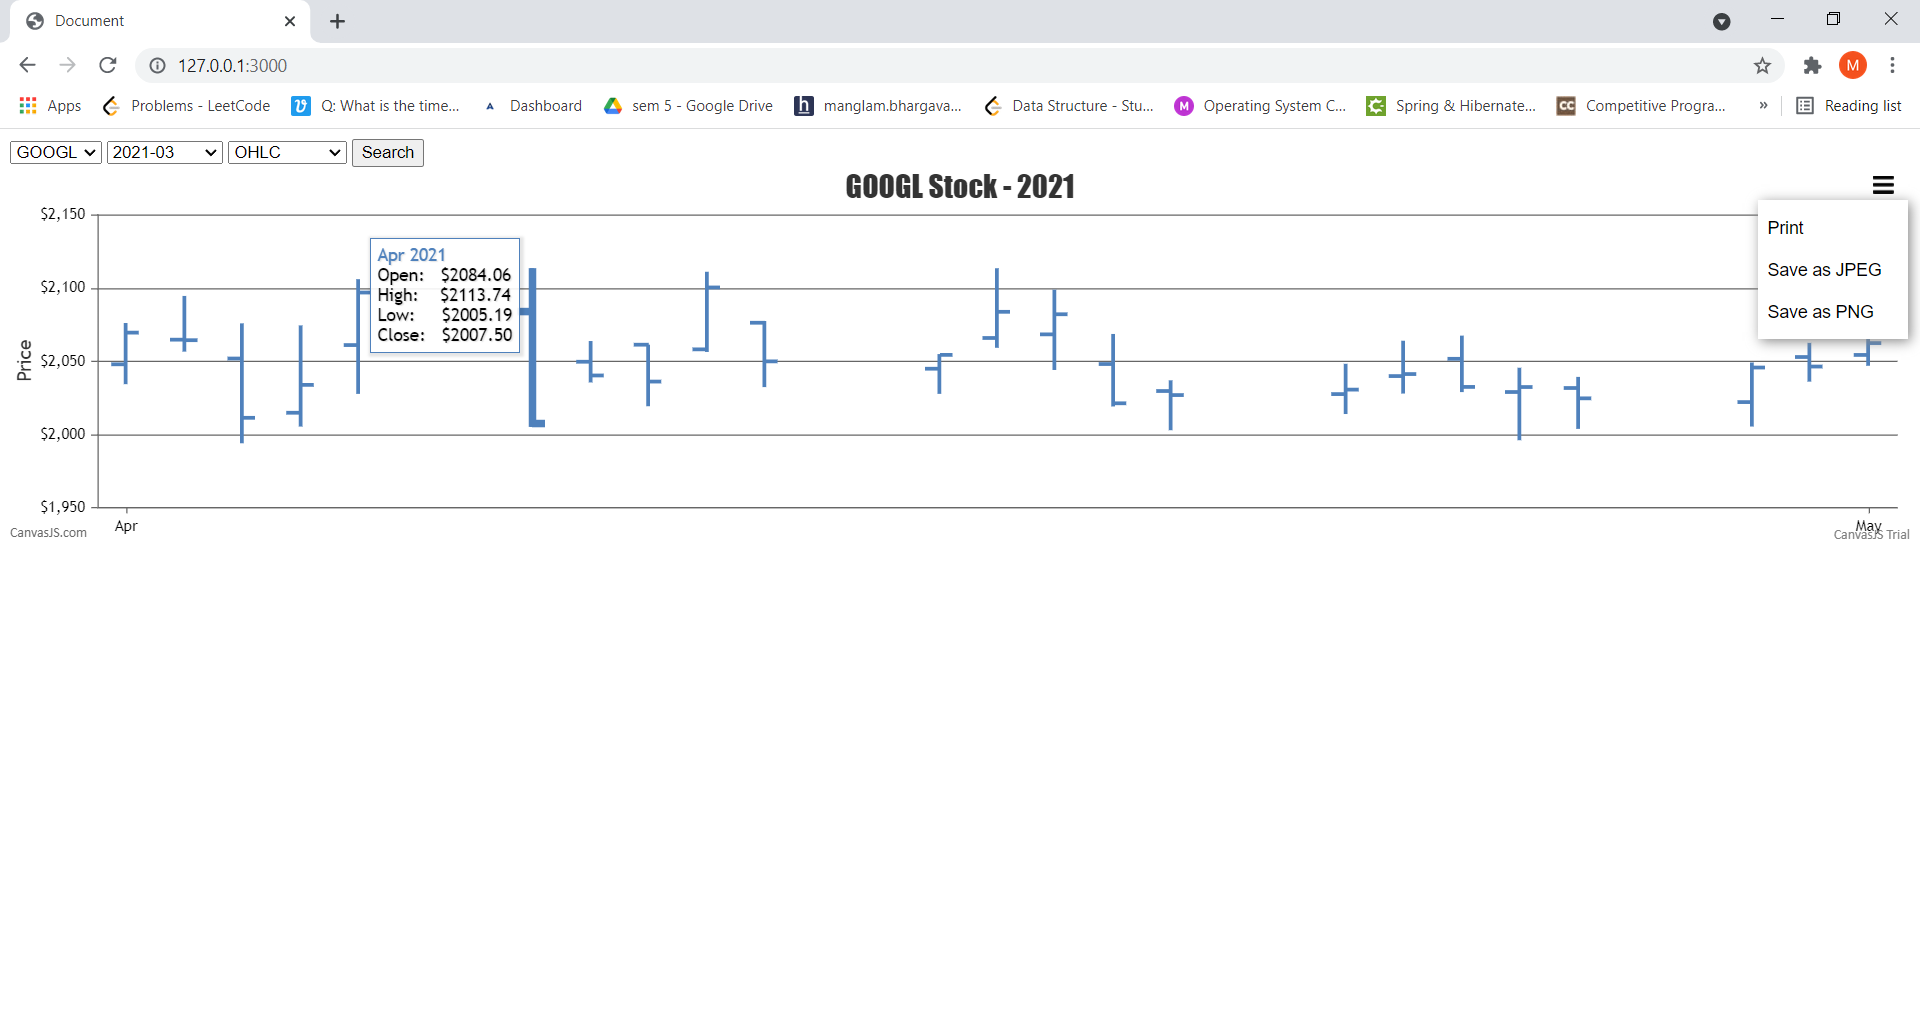 Document
127.0.0.1:3000
Apps
Problems - LeetCode
Q: What is the time...
Dashboard
sem 5 - Google Drive
manglam.bhargava...
Data Structure - Stu...
Operating System C...
Spring & Hibernate...
Competitive Progra...
»
Reading list
M
GOOGL
2021-03
OHLC
Search
GOOGL Stock - 2021
Print
Save as JPEG
Save as PNG
Price
$2,150
$2,100
$2,050
$2,000
$1,950
Apr 2021
Open: $2084.06
High: $2113.74
Low: $2005.19
Close: $2007.50
Apr
May
CanvasJS.com
CanvasJS Trial